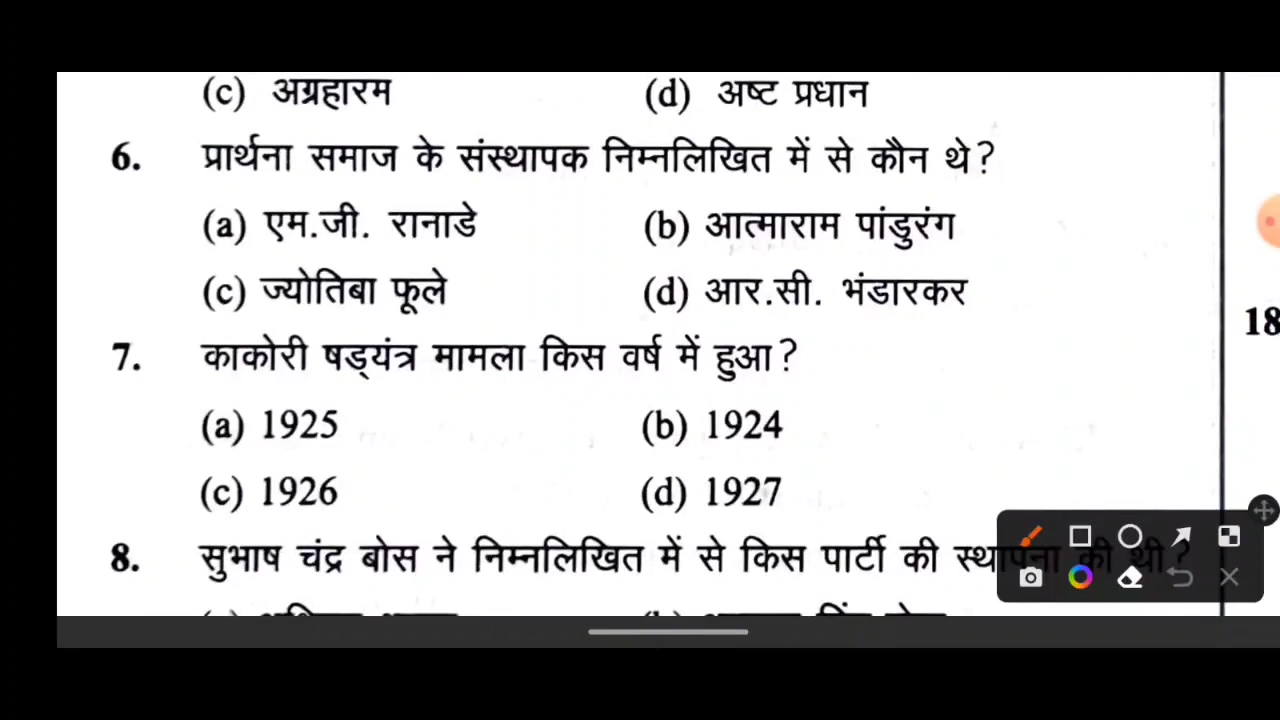 (c) अग्रहारम (d) अष्ट प्रधान
6. प्रार्थना समाज के संस्थापक निम्नलिखित में से कौन थे?
(a) एम.जी. रानाडे (b) आत्माराम पांडुरंग
(c) ज्योतिबा फूले (d) आर.सी. भंडारकर
18
7. काकोरी षड्यंत्र मामला किस वर्ष में हुआ?
(a) 1925 (b) 1924
(c) 1926 (d) 1927
8. सुभाष चंद्र बोस ने निम्नलिखित में से किस पार्टी की स्थापना की थी?